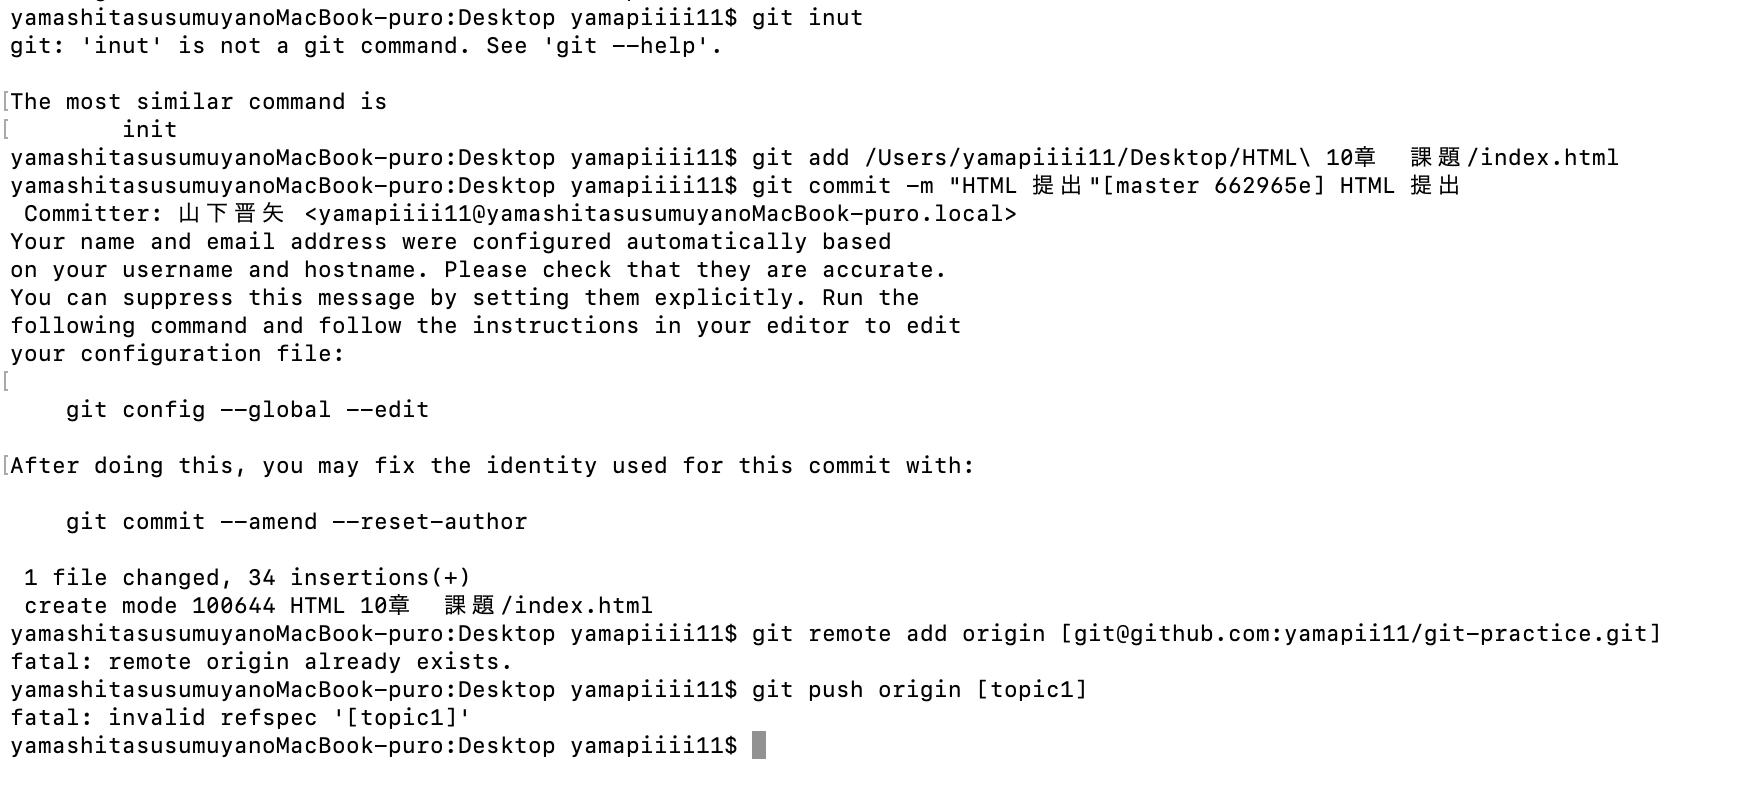 yamashitasusumuyanoMacBook-puro:Desktop yamapiiii11$ git inut
git: 'inut' is not a git command. See 'git --help'.
[The most similar command is
[        init
yamashitasusumuyanoMacBook-puro:Desktop yamapiiii11$ git add /Users/yamapiiii11/Desktop/HTML\ 10章　課題/index.html
yamashitasusumuyanoMacBook-puro:Desktop yamapiiii11$ git commit -m "HTML 提出"[master 662965e] HTML 提出
 Committer: 山下晋矢 <yamapiiii11@yamashitasusumuyanoMacBook-puro.local>
Your name and email address were configured automatically based
on your username and hostname. Please check that they are accurate.
You can suppress this message by setting them explicitly. Run the
following command and follow the instructions in your editor to edit
your configuration file:
[
    git config --global --edit
[After doing this, you may fix the identity used for this commit with:
    git commit --amend --reset-author
 1 file changed, 34 insertions(+)
 create mode 100644 HTML 10章　課題/index.html
yamashitasusumuyanoMacBook-puro:Desktop yamapiiii11$ git remote add origin [git@github.com:yamapii11/git-practice.git]
fatal: remote origin already exists.
yamashitasusumuyanoMacBook-puro:Desktop yamapiiii11$ git push origin [topic1]
fatal: invalid refspec '[topic1]'
yamashitasusumuyanoMacBook-puro:Desktop yamapiiii11$